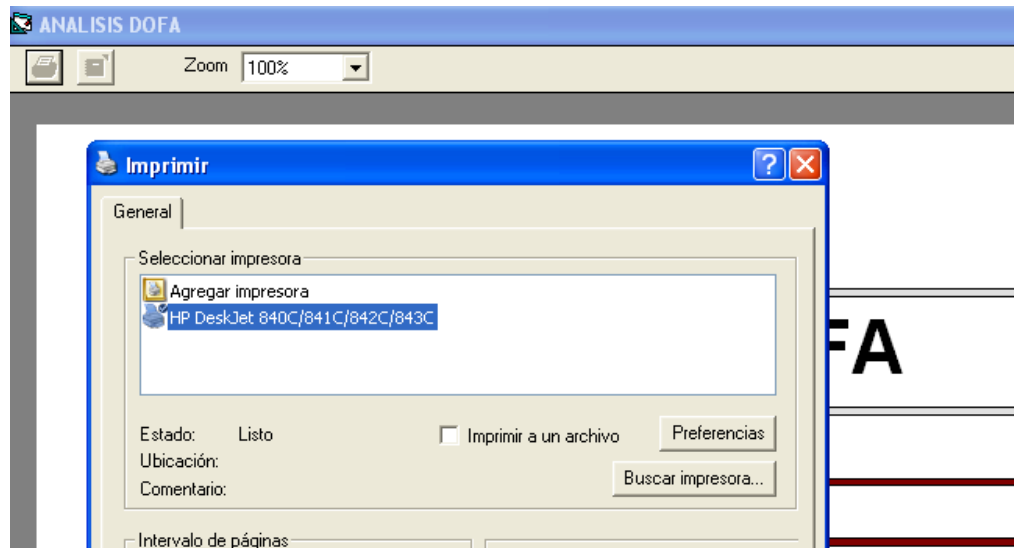 ANALISIS DOFA
Zoom 100%
Imprimir
General
Seleccionar impresora
Agregar impresora
HP DeskJet 840C/841C/842C/843C
FA
Estado: Listo
Imprimir a un archivo
Preferencias
Ubicación:
Buscar impresora...
Comentario:
Intervalo de páginas